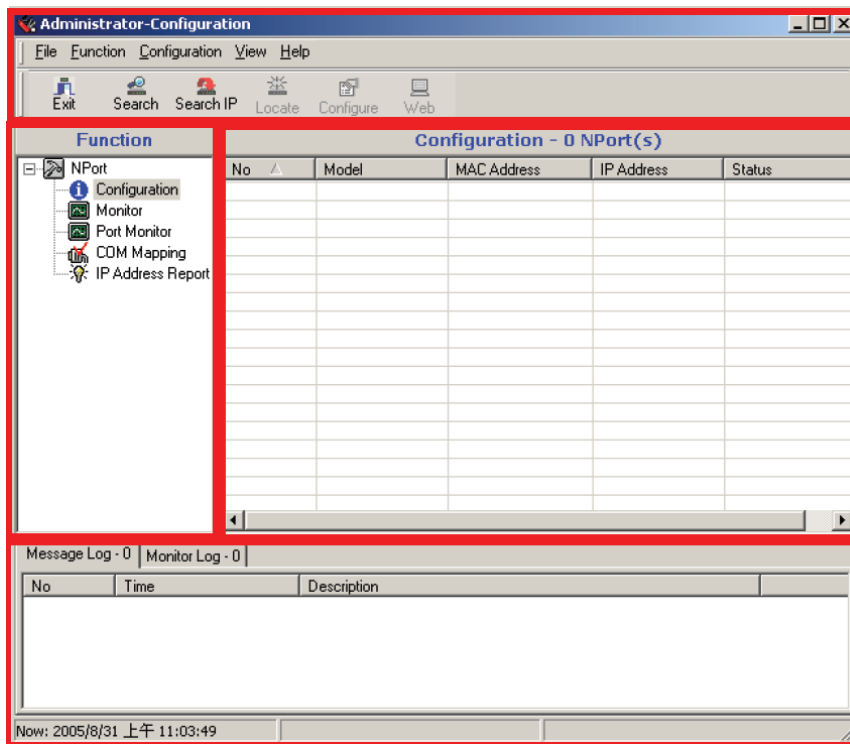 Administrator-Configuration
File Function Configuration View Help
Exit Search Search IP Locate Configure Web
Function
Configuration - 0 NPort(s)
No Model MAC Address IP Address Status
NPort
Configuration
Monitor
Port Monitor
COM Mapping
IP Address Report
Message Log - 0 Monitor Log - 0
No Time Description
Now: 2005/8/31 上午 11:03:49